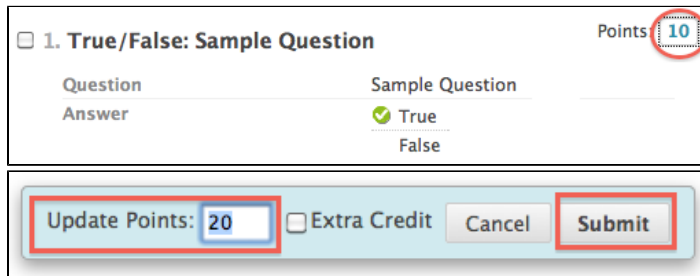 1. True/False: Sample Question Points: 10
Question Sample Question
Answer True
False
Update Points: 20 Extra Credit Cancel Submit